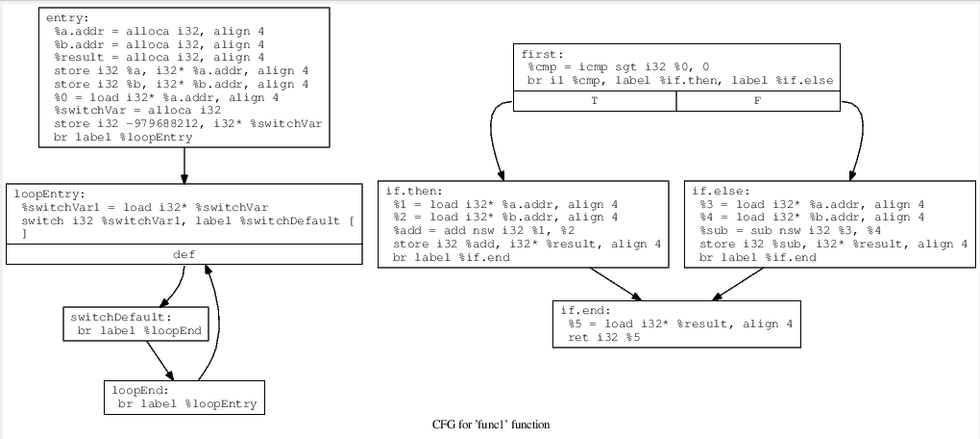 entry:
%a.addr = alloca i32, align 4
%b.addr = alloca i32, align 4
%result = alloca i32, align 4
store i32 %a, i32* %a.addr, align 4
store i32 %b, i32* %b.addr, align 4
%0 = load i32* %a.addr, align 4
%switchVar = alloca i32
store i32 -979688212, i32* %switchVar
br label %loopEntry
loopEntry:
%switchVar1 = load i32* %switchVar
switch i32 %switchVar1, label %switchDefault [
]
def
switchDefault:
br label %loopEnd
loopEnd:
br label %loopEntry
first:
%cmp = icmp sgt i32 %0, 0
br i1 %cmp, label %if.then, label %if.else
T
F
if.then:
%1 = load i32* %a.addr, align 4
%2 = load i32* %b.addr, align 4
%add = add nsw i32 %1, %2
store i32 %add, i32* %result, align 4
br label %if.end
if.else:
%3 = load i32* %a.addr, align 4
%4 = load i32* %b.addr, align 4
%sub = sub nsw i32 %3, %4
store i32 %sub, i32* %result, align 4
br label %if.end
if.end:
%5 = load i32* %result, align 4
ret i32 %5
CFG for 'func1' function